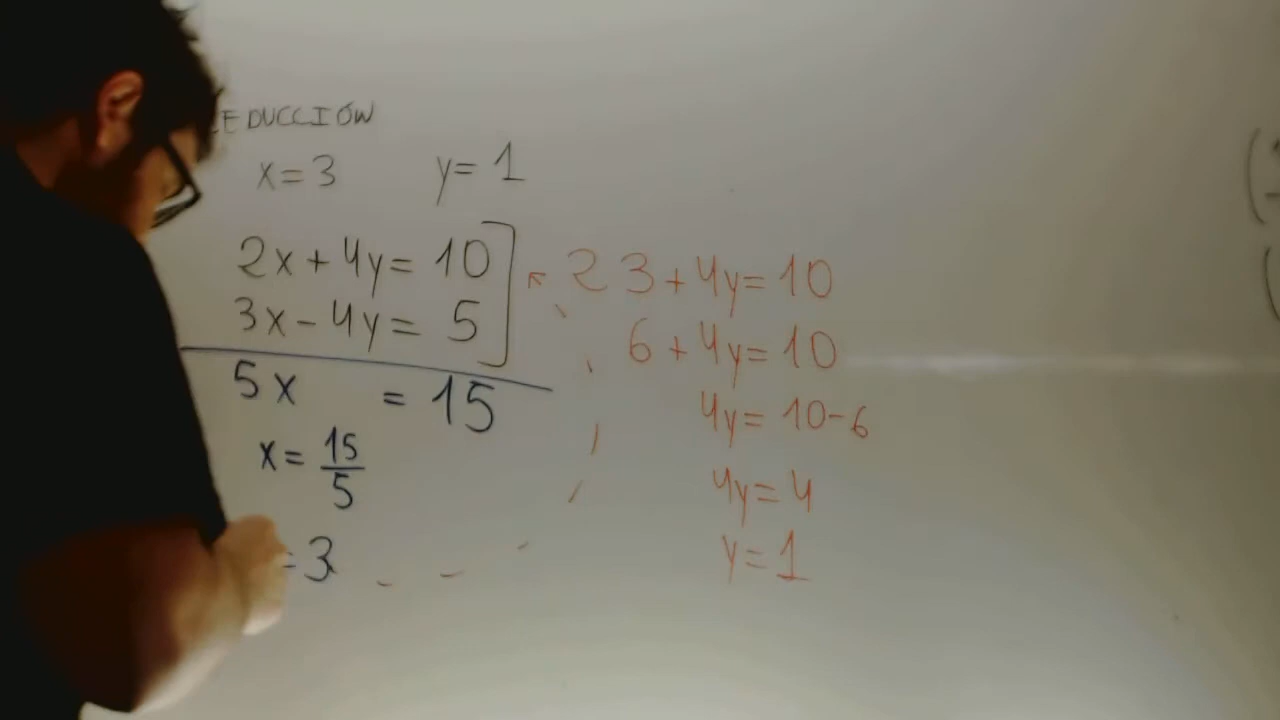 EDUCCIÓN
x=3 y=1
2x+4y= 10
3x-4y= 5
5x = 15
x= 15/5
=3
2 3+4y=10
6+4y=10
4y= 10-6
4y=4
y=1